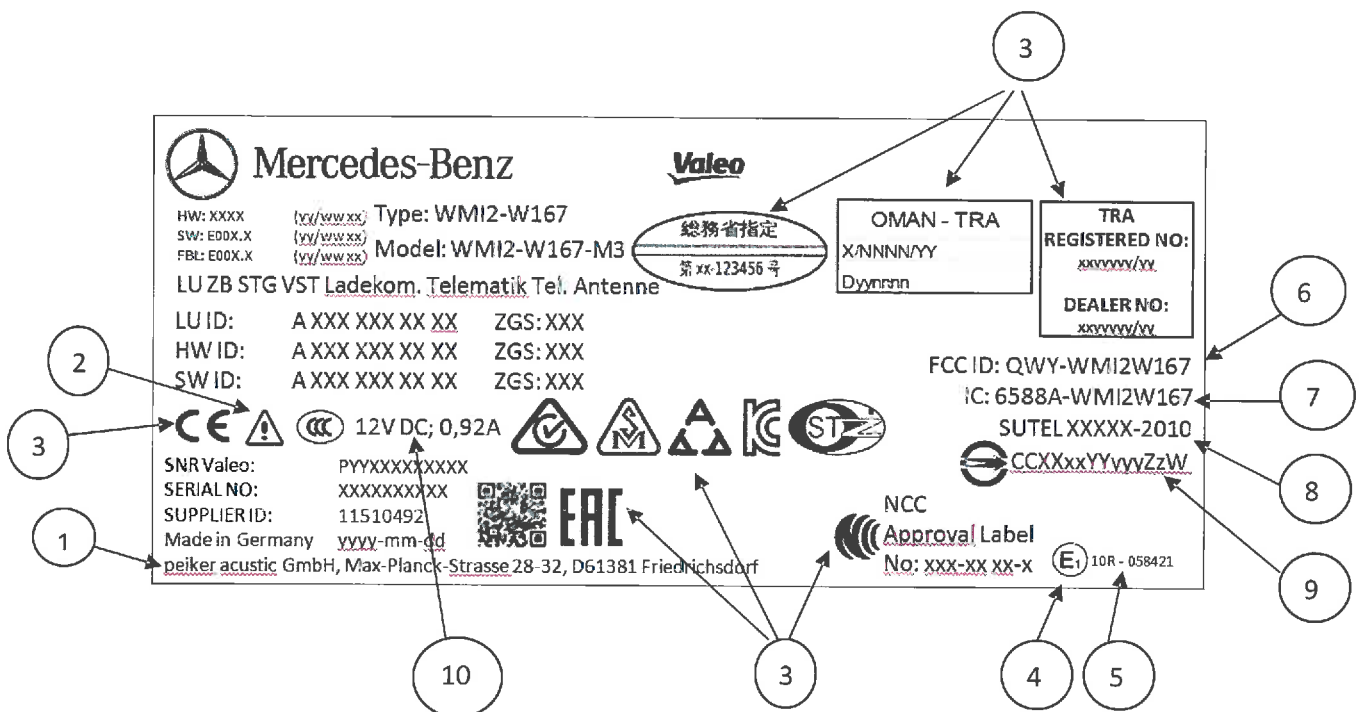 3
Mercedes-Benz
Valeo
HW: XXXX (yy/ww xx) Type: WMI2-W167
SW: E00X.X (yy/ww xx) Model: WMI2-W167-M3
FBL: E00X.X (yy/ww xx)
総務省指定
第 xx-123456 号
OMAN - TRA
X/NNNN/YY
Dyynnnn
TRA
REGISTERED NO:
xxyyyyy/yy
DEALER NO:
xxyyyyy/yy
LU ZB STG VST Ladekom. Telematik Tel. Antenne
LU ID: A XXX XXX XX XX ZGS: XXX
HW ID: A XXX XXX XX XX ZGS: XXX
SW ID: A XXX XXX XX XX ZGS: XXX
6
2
FCC ID: QWY-WMI2W167
IC: 6588A-WMI2W167
7
SUTEL XXXXX-2010
3
CE CCC 12V DC; 0,92A
SM
KC
ST
CCXXxxYYyyyZzW
8
SNR Valeo: PYYXXXXXXXXX
SERIAL NO: XXXXXXXXXX
SUPPLIER ID: 11510492
Made in Germany yyyy-mm-dd
EAC
NCC
Approval Label
No: xxx-xx xx-x
E1 10R - 058421
1
peiker acustic GmbH, Max-Planck-Strasse 28-32, D61381 Friedrichsdorf
9
10
3
4
5